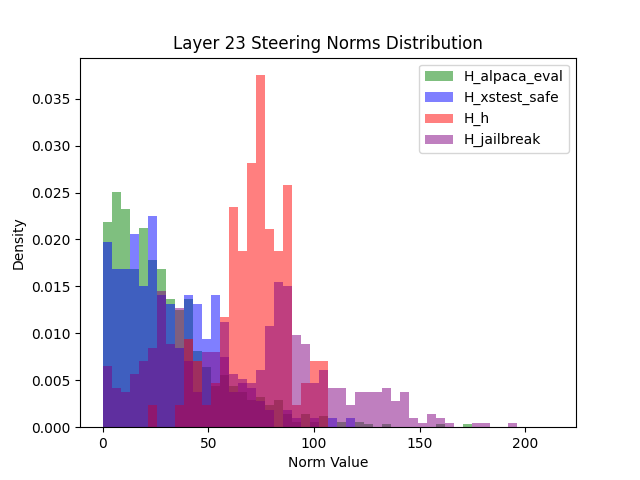 Layer 23 Steering Norms Distribution
H_alpaca_eval
H_xstest_safe
H_h
H_jailbreak
Density
0.035
0.030
0.025
0.020
0.015
0.010
0.005
0.000
0
50
100
150
200
Norm Value